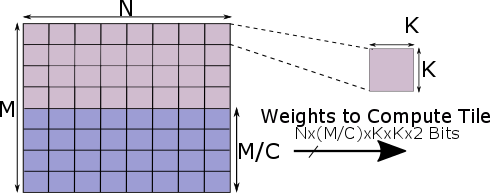 N
K
M
K
Weights to Compute Tile
Nx(M/C)xKxKx2 Bits
M/C